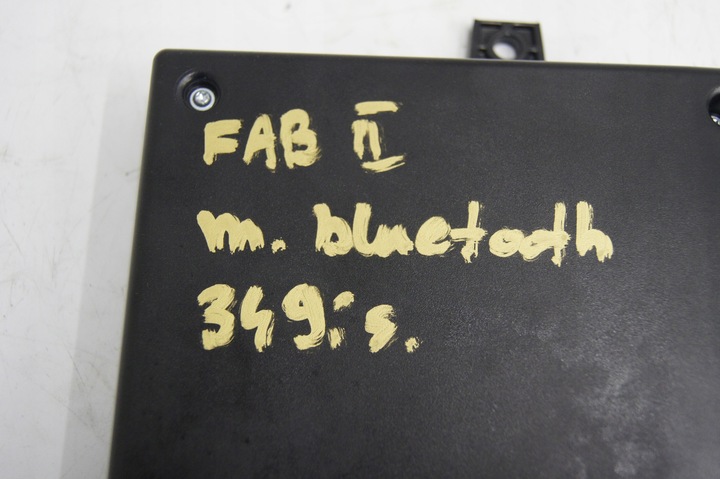 FAB II
m. bluetooth
349:s.